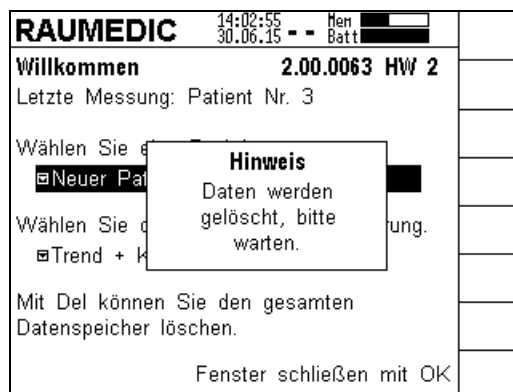 RAUMEDIC 14:02:55 Mem
30.06.15 - - Batt
Willkommen 2.00.0063 HW 2
Letzte Messung: Patient Nr. 3
Wählen Sie
Neuer
Hinweis
Daten werden
gelöscht, bitte
warten.
Wählen Sie
Trend +
Mit Del können Sie den gesamten
Datenspeicher löschen.
Fenster schließen mit OK